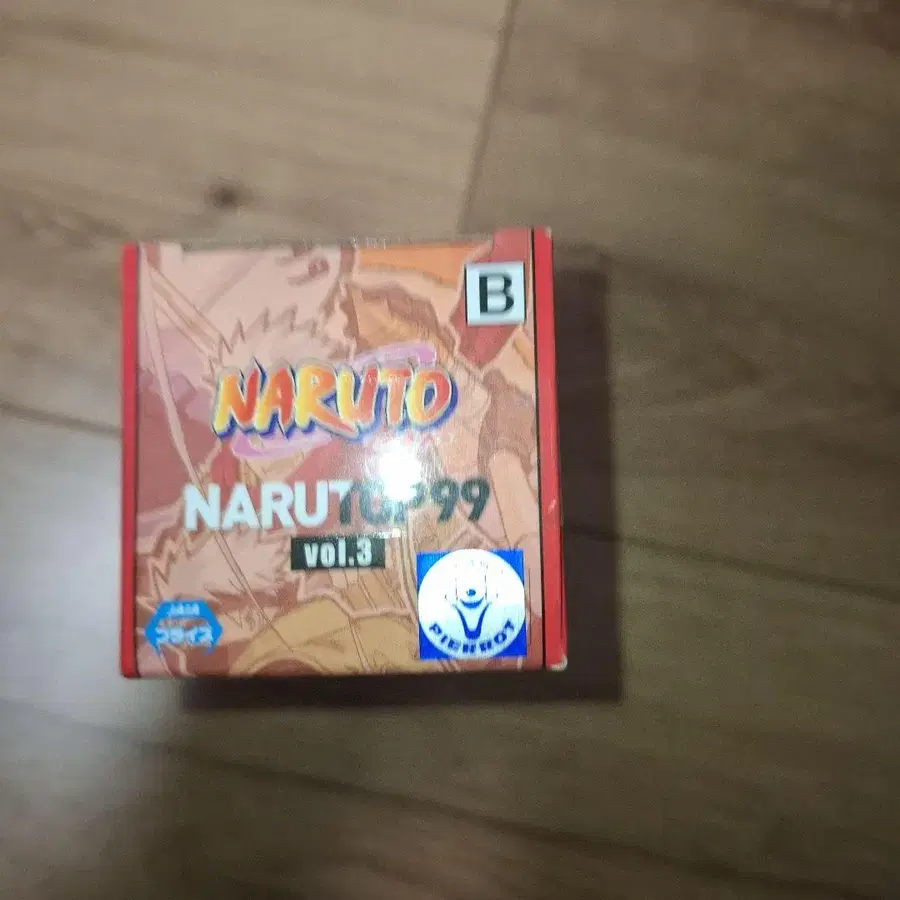 B
NARUTO
NARUTOP99
vol.3
プライズ
PIERROT